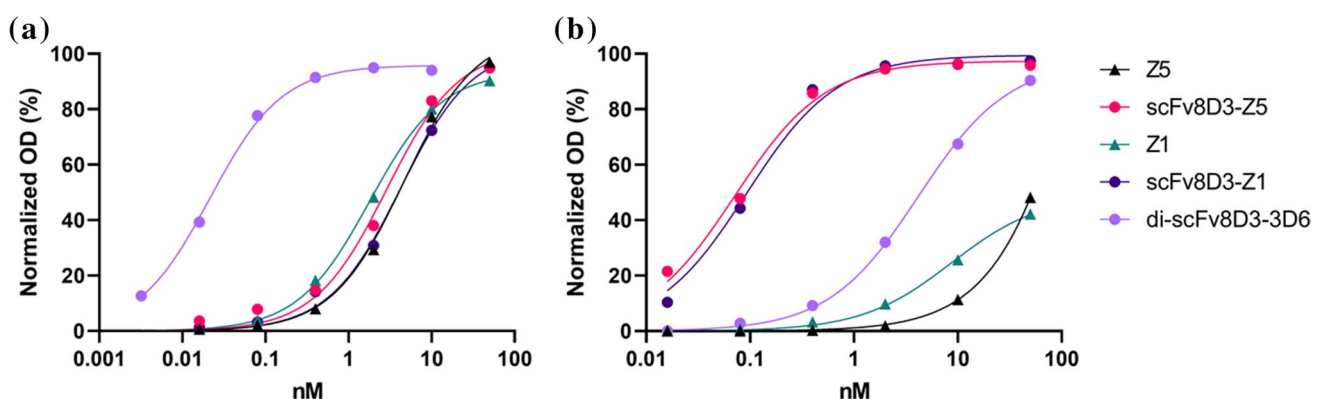 (a)
Normalized OD (%)
100
80
60
40
20
0
0.001 0.01 0.1 1 10 100
nM
(b)
Normalized OD (%)
100
80
60
40
20
0
0.01 0.1 1 10 100
nM
Z5
scFv8D3-Z5
Z1
scFv8D3-Z1
di-scFv8D3-3D6